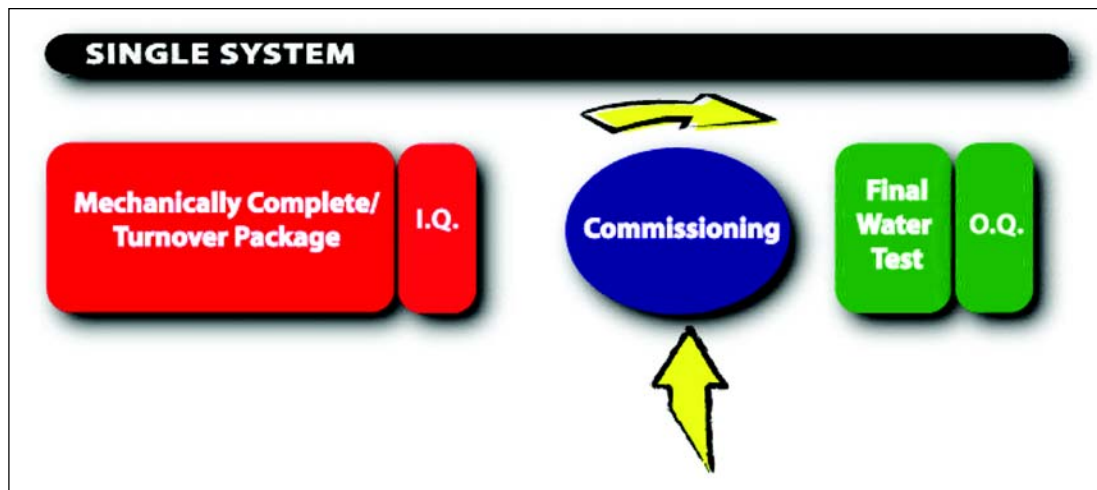 SINGLE SYSTEM
Mechanically Complete/
Turnover Package
I.Q.
Commissioning
Final
Water
Test
O.Q.